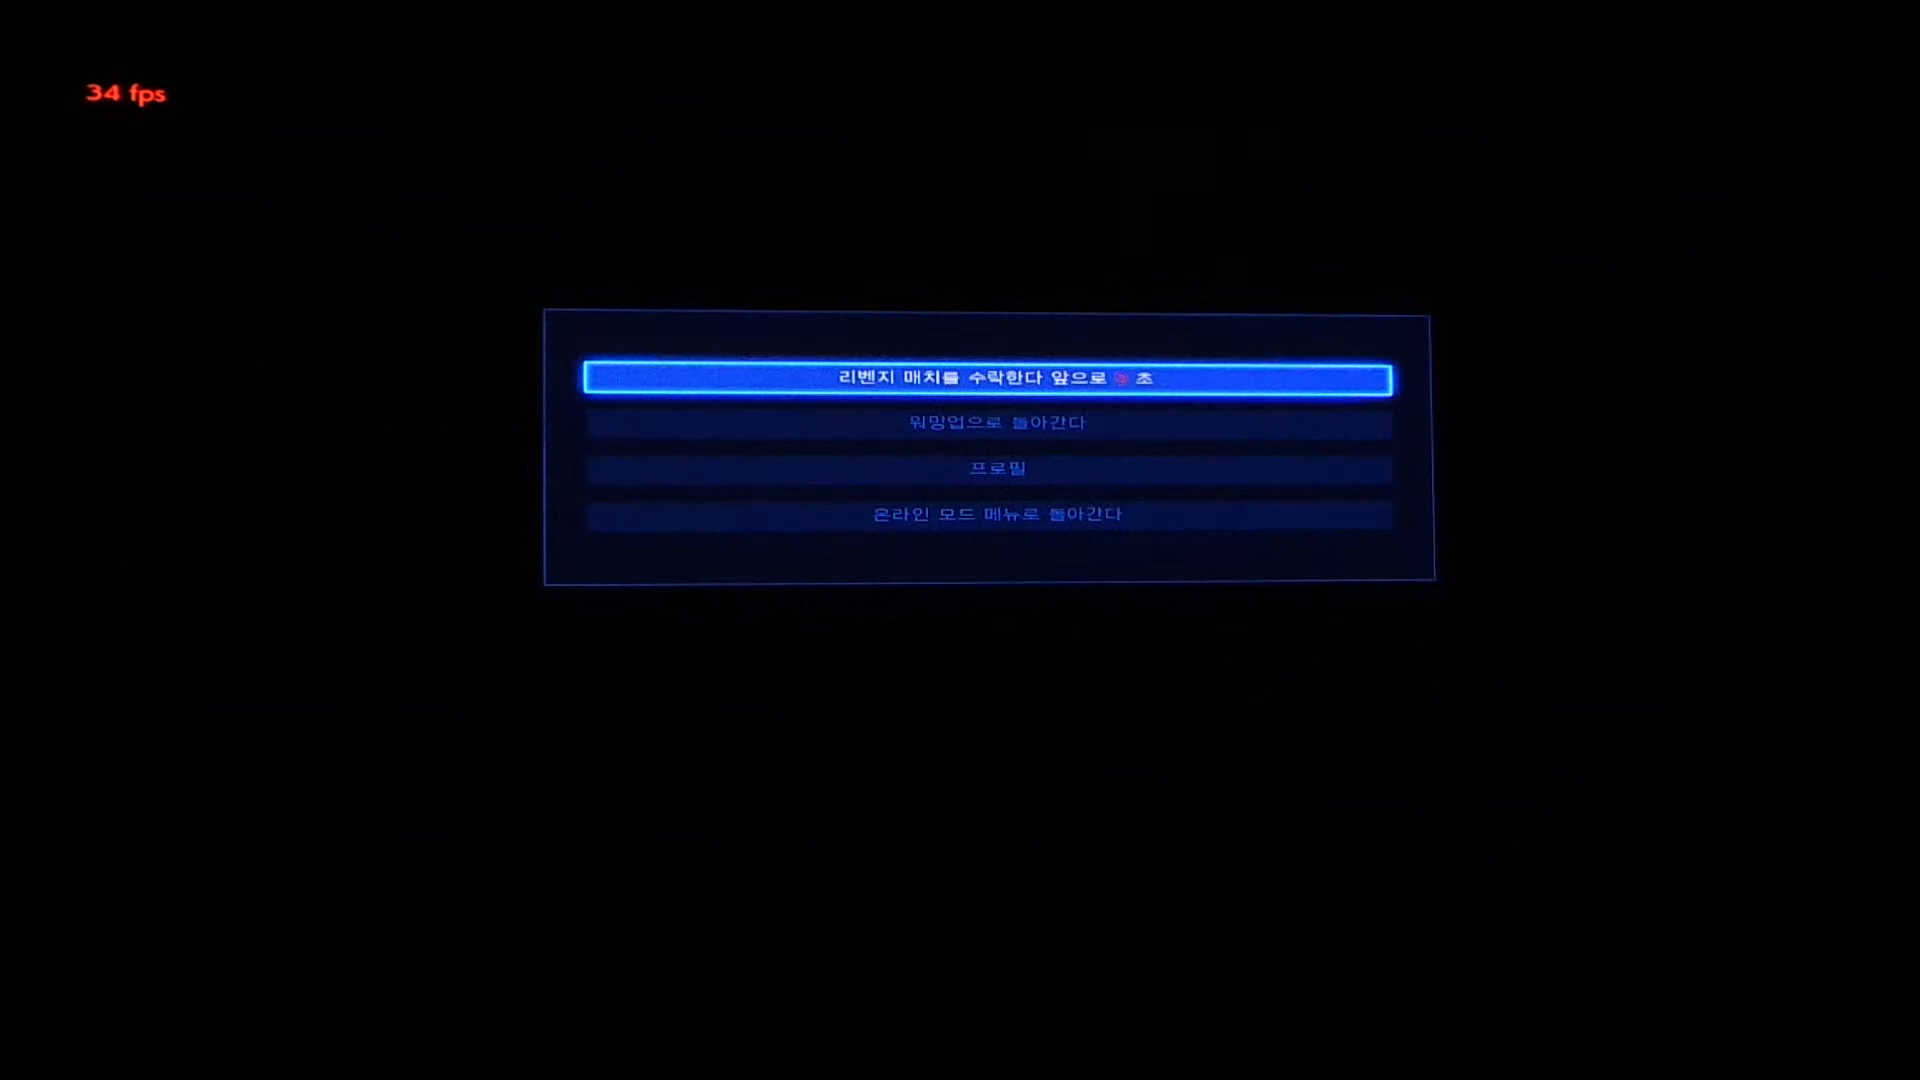 34 fps
리벤지 매치를 수락한다 앞으로 초
워밍업으로 돌아간다
프로필
온라인 모드 메뉴로 돌아간다